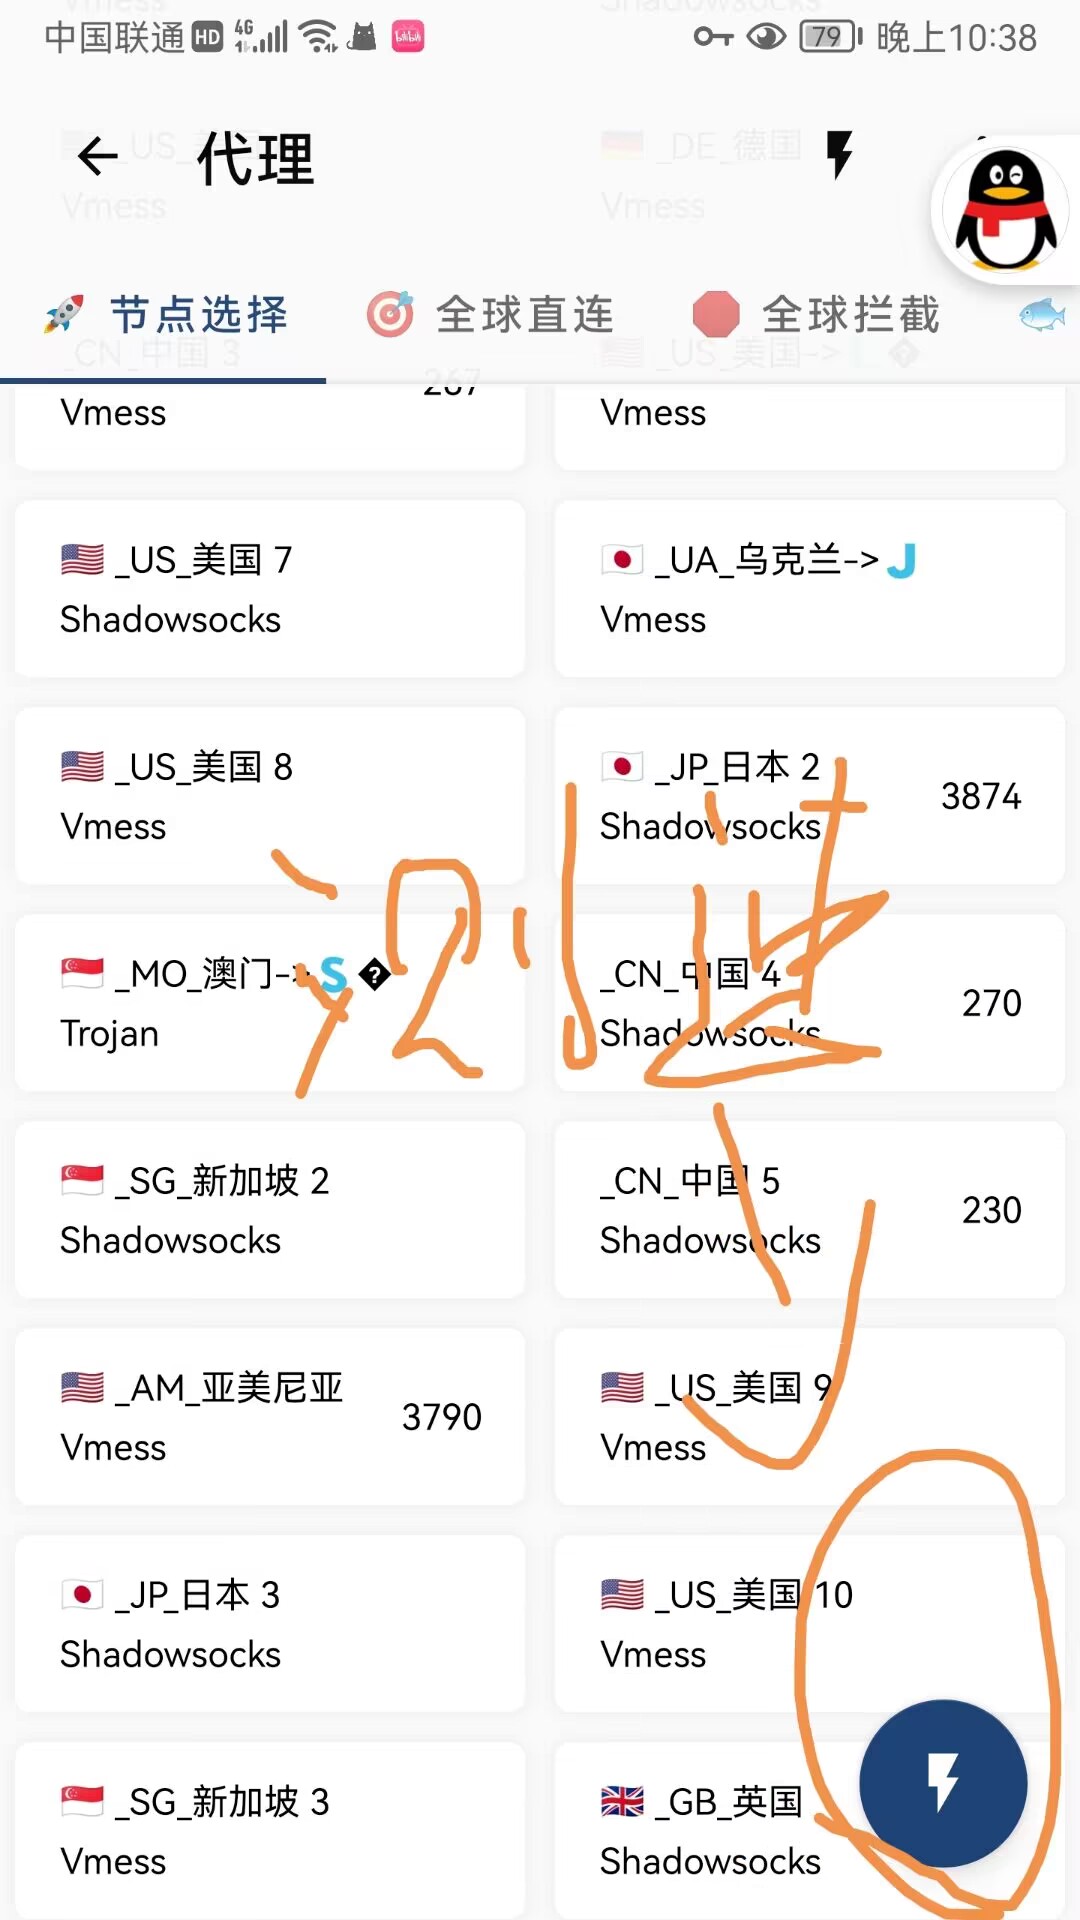 中国联通 HD 4G 79 晚上10:38
代理
节点选择 全球直连 全球拦截
Vmess 267 Vmess
_US_美国 7 _UA_乌克兰-> J
Shadowsocks Vmess
_US_美国 8 _JP_日本 2 3874
Vmess Shadowsocks
测速
_MO_澳门-> S _CN_中国 4 270
Trojan Shadowsocks
_SG_新加坡 2 _CN_中国 5 230
Shadowsocks Shadowsocks
_AM_亚美尼亚 3790 _US_美国 9
Vmess Vmess
_JP_日本 3 _US_美国 10
Shadowsocks Vmess
_SG_新加坡 3 _GB_英国
Vmess Shadowsocks